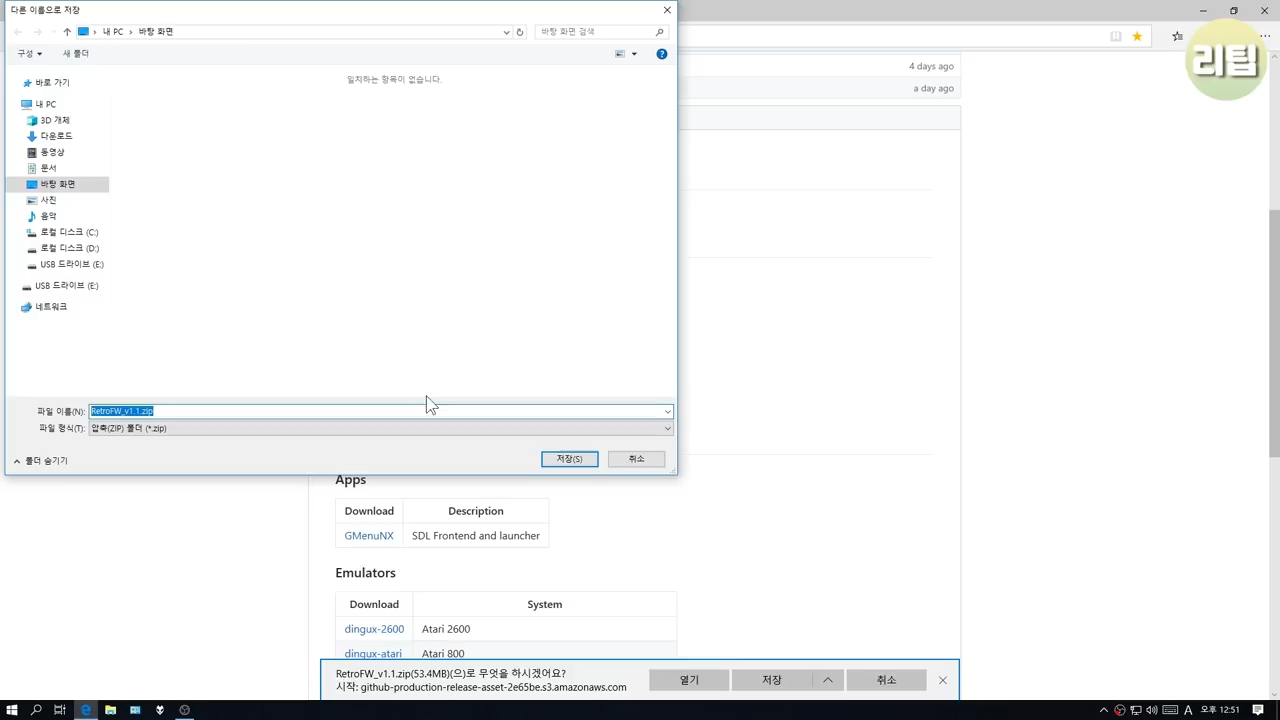 다른 이름으로 저장
내 PC > 바탕 화면
바탕 화면 검색
구성
새 폴더
리팁
4 days ago
a day ago
일치하는 항목이 없습니다.
바로 가기
내 PC
3D 개체
다운로드
동영상
문서
바탕 화면
사진
음악
로컬 디스크 (C:)
로컬 디스크 (D:)
USB 드라이브 (E:)
USB 드라이브 (E:)
네트워크
파일 이름(N): RetroFW_v1.1.zip
파일 형식(T): 압축(ZIP) 폴더 (*.zip)
폴더 숨기기
저장(S)
취소
Apps
Download Description
GMenuNX SDL Frontend and launcher
Emulators
Download System
dingux-2600 Atari 2600
dingux-atari Atari 800
RetroFW_v1.1.zip(53.4MB)(으)로 무엇을 하시겠어요?
시작: github-production-release-asset-2e65be.s3.amazonaws.com
열기
저장
취소
A 오후 12:51